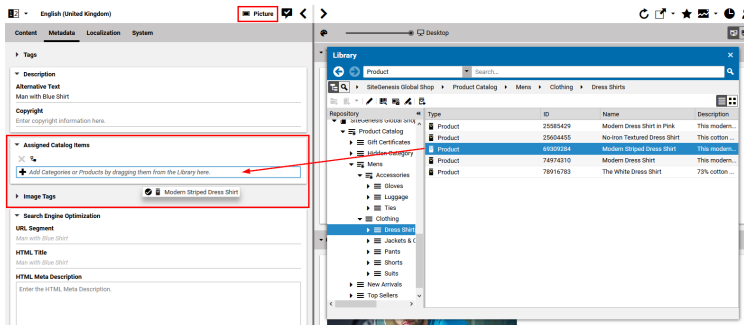 English (United Kingdom)
Picture
Content Metadata Localization System
Tags
Description
Alternative Text
Man with Blue Shirt
Copyright
Enter copyright information here.
Assigned Catalog Items
Add Categories or Products by dragging them from the Library here.
Modern Striped Dress Shirt
Image Tags
Search Engine Optimization
URL Segment
Man with Blue Shirt
HTML Title
Man with Blue Shirt
HTML Meta Description
Enter the HTML Meta Description.
Desktop
Library
Product
Search...
SiteGenesis Global Shop Product Catalog Mens Clothing Dress Shirts
Repository
SiteGenesis Global Shop
Product Catalog
Gift Certificates
Hidden Category
Mens
Accessories
Gloves
Luggage
Ties
Clothing
Dress Shirt
Jackets & C
Pants
Shorts
Suits
New Arrivals
Top Sellers
Type ID Name Description
Product 25585429 Modern Dress Shirt in Pink This modern...
Product 25604455 No-Iron Textured Dress Shirt This cotton ...
Product 69309284 Modern Striped Dress Shirt This modern...
Product 74974310 Modern Dress Shirt This modern...
Product 78916783 The White Dress Shirt 73% cotton ...